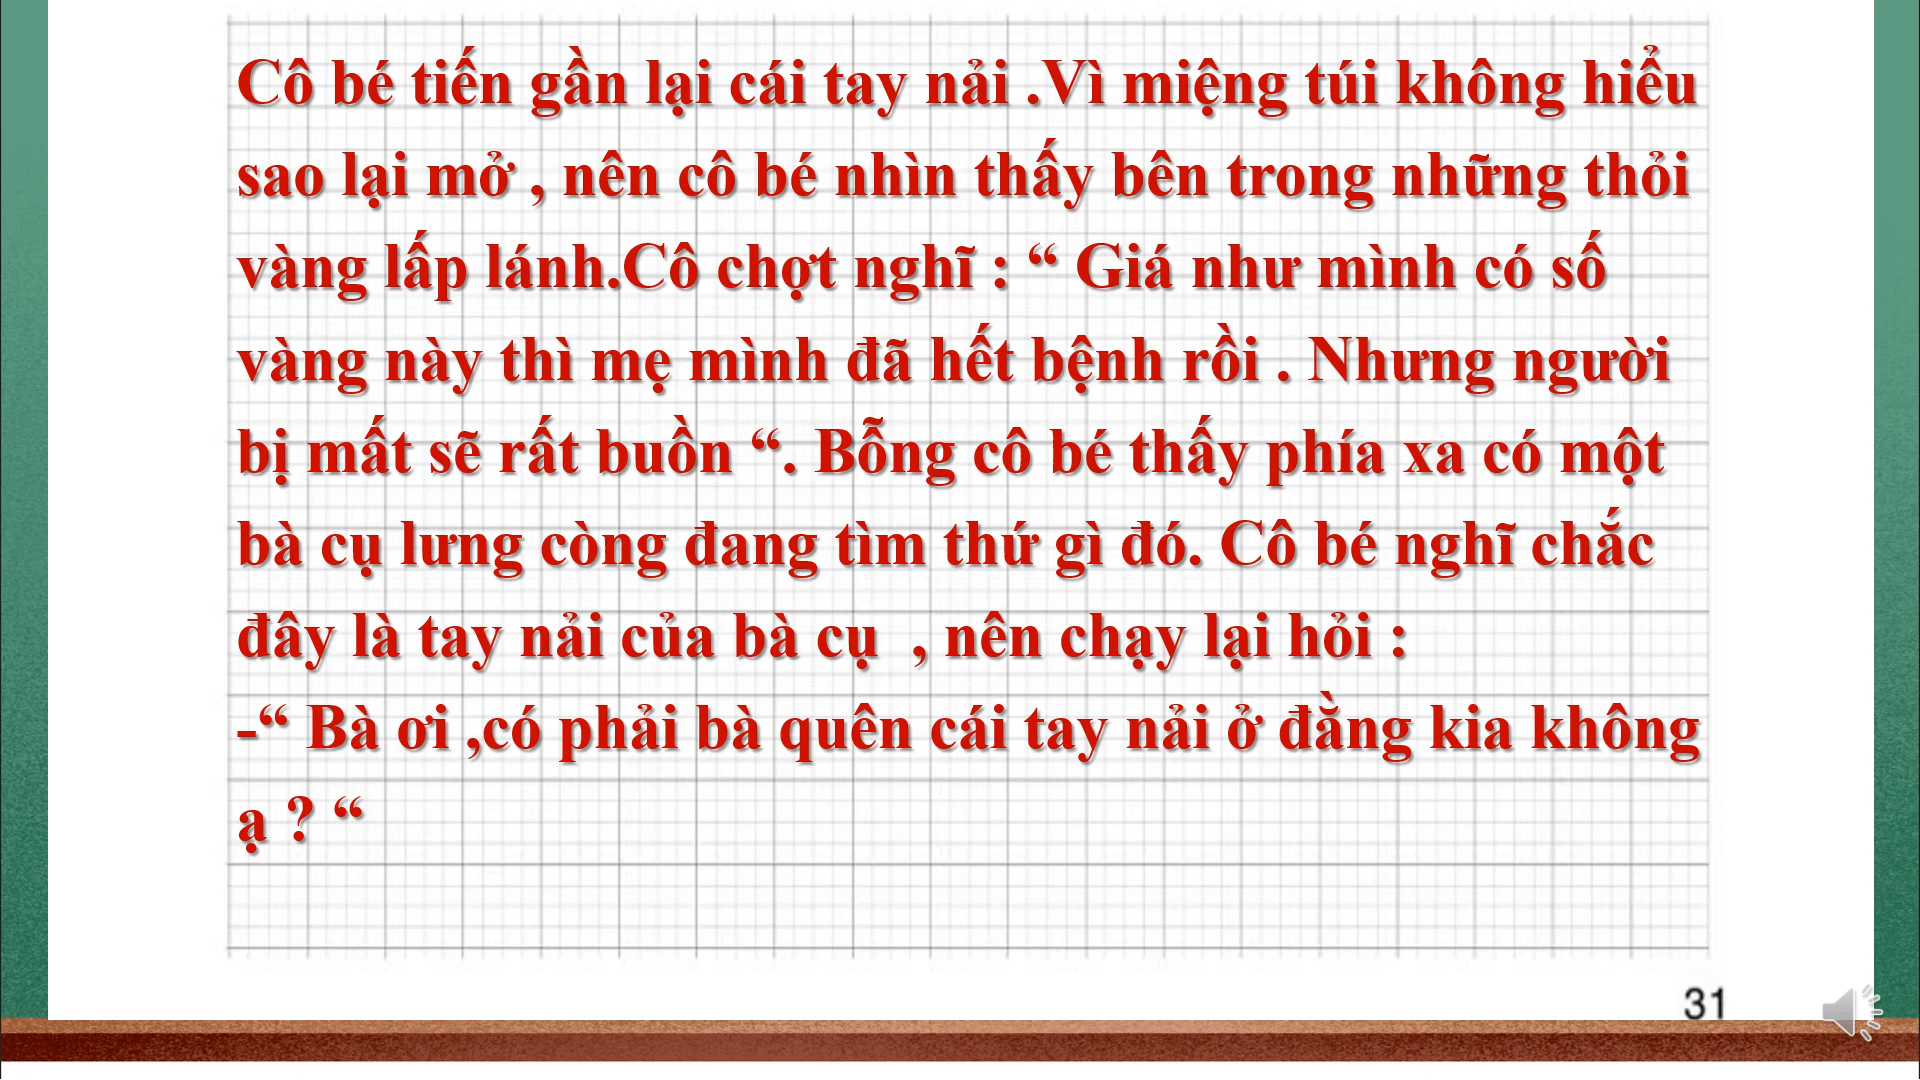 Cô bé tiến gần lại cái tay nải .Vì miệng túi không hiểu
sao lại mở , nên cô bé nhìn thấy bên trong những thỏi
vàng lấp lánh.Cô chợt nghĩ : “ Giá như mình có số
vàng này thì mẹ mình đã hết bệnh rồi . Nhưng người
bị mất sẽ rất buồn “. Bỗng cô bé thấy phía xa có một
bà cụ lưng còng đang tìm thứ gì đó. Cô bé nghĩ chắc
đây là tay nải của bà cụ  , nên chạy lại hỏi :
-“ Bà ơi ,có phải bà quên cái tay nải ở đằng kia không
ạ ? “
31